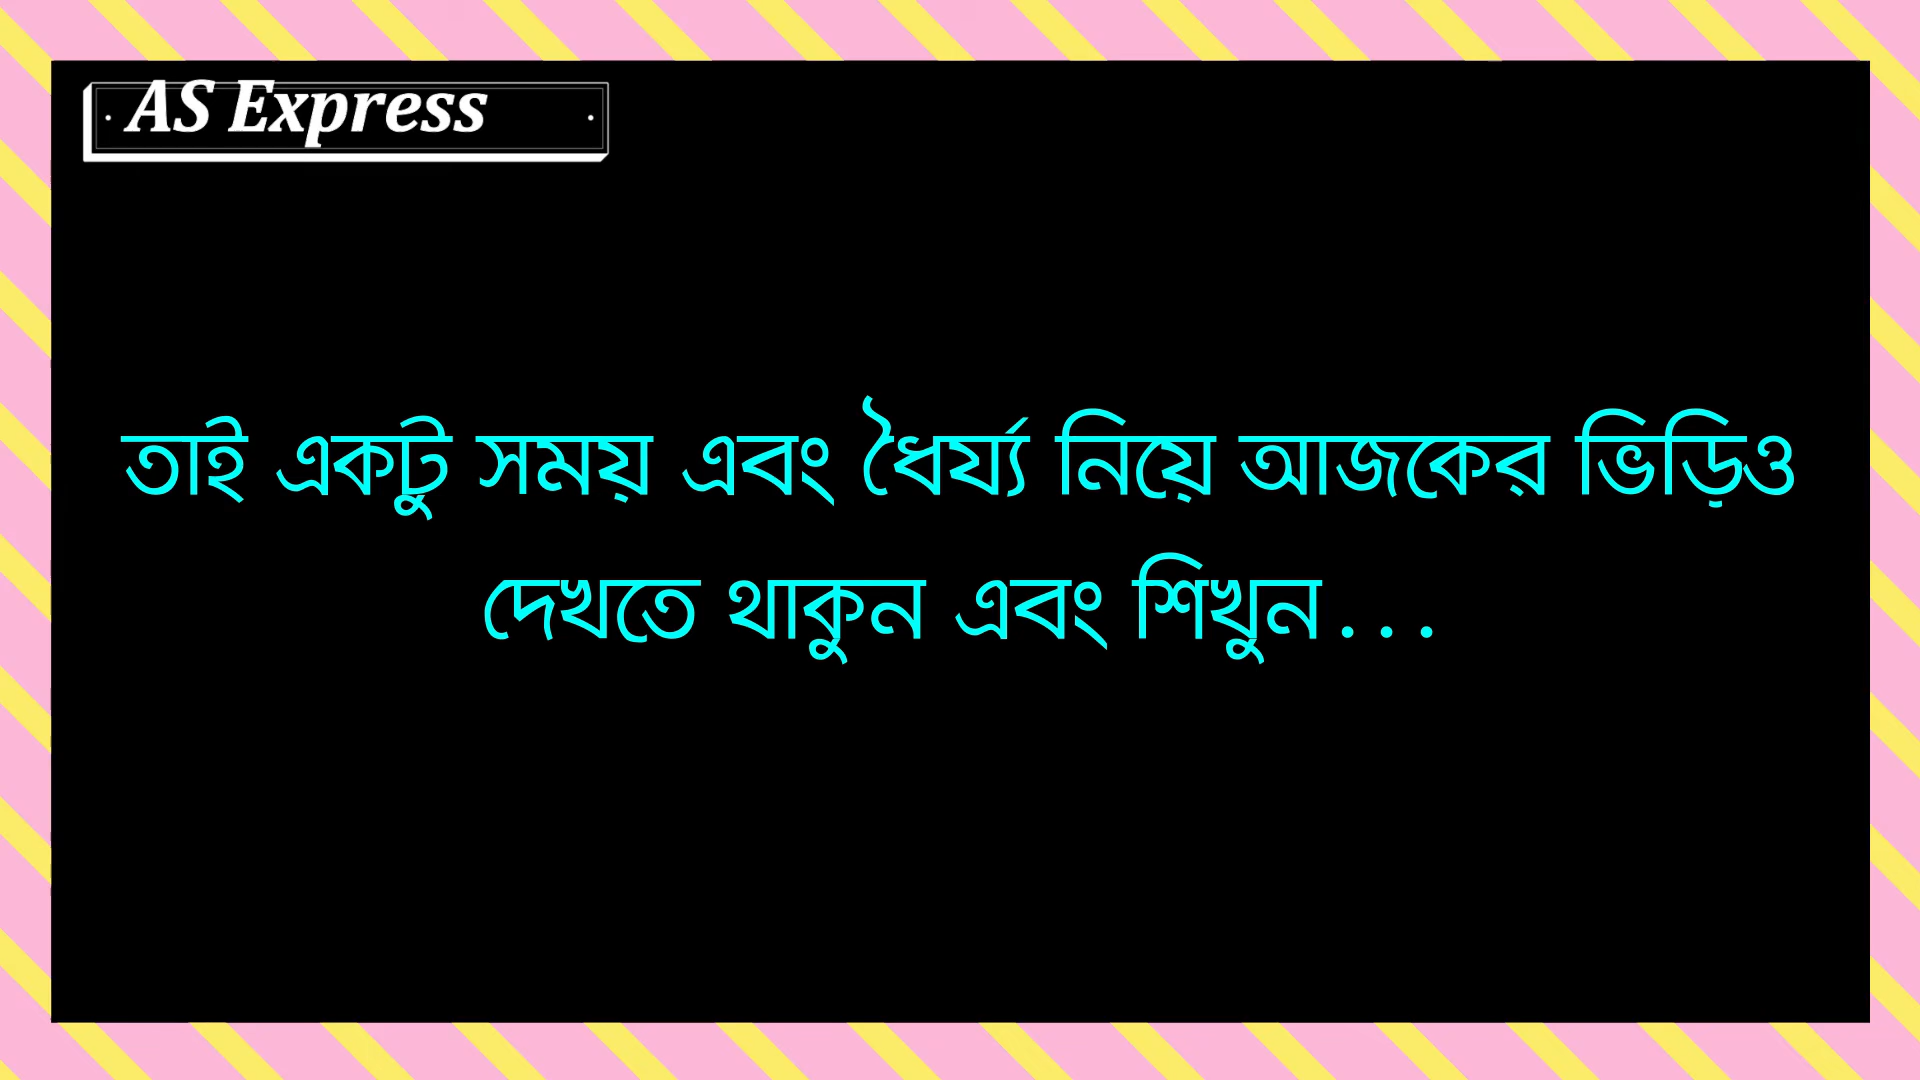 AS Express
তাই একটু সময় এবং ধৈর্য্য নিয়ে আজকের ভিড়িও
দেখতে থাকুন এবং শিখুন...